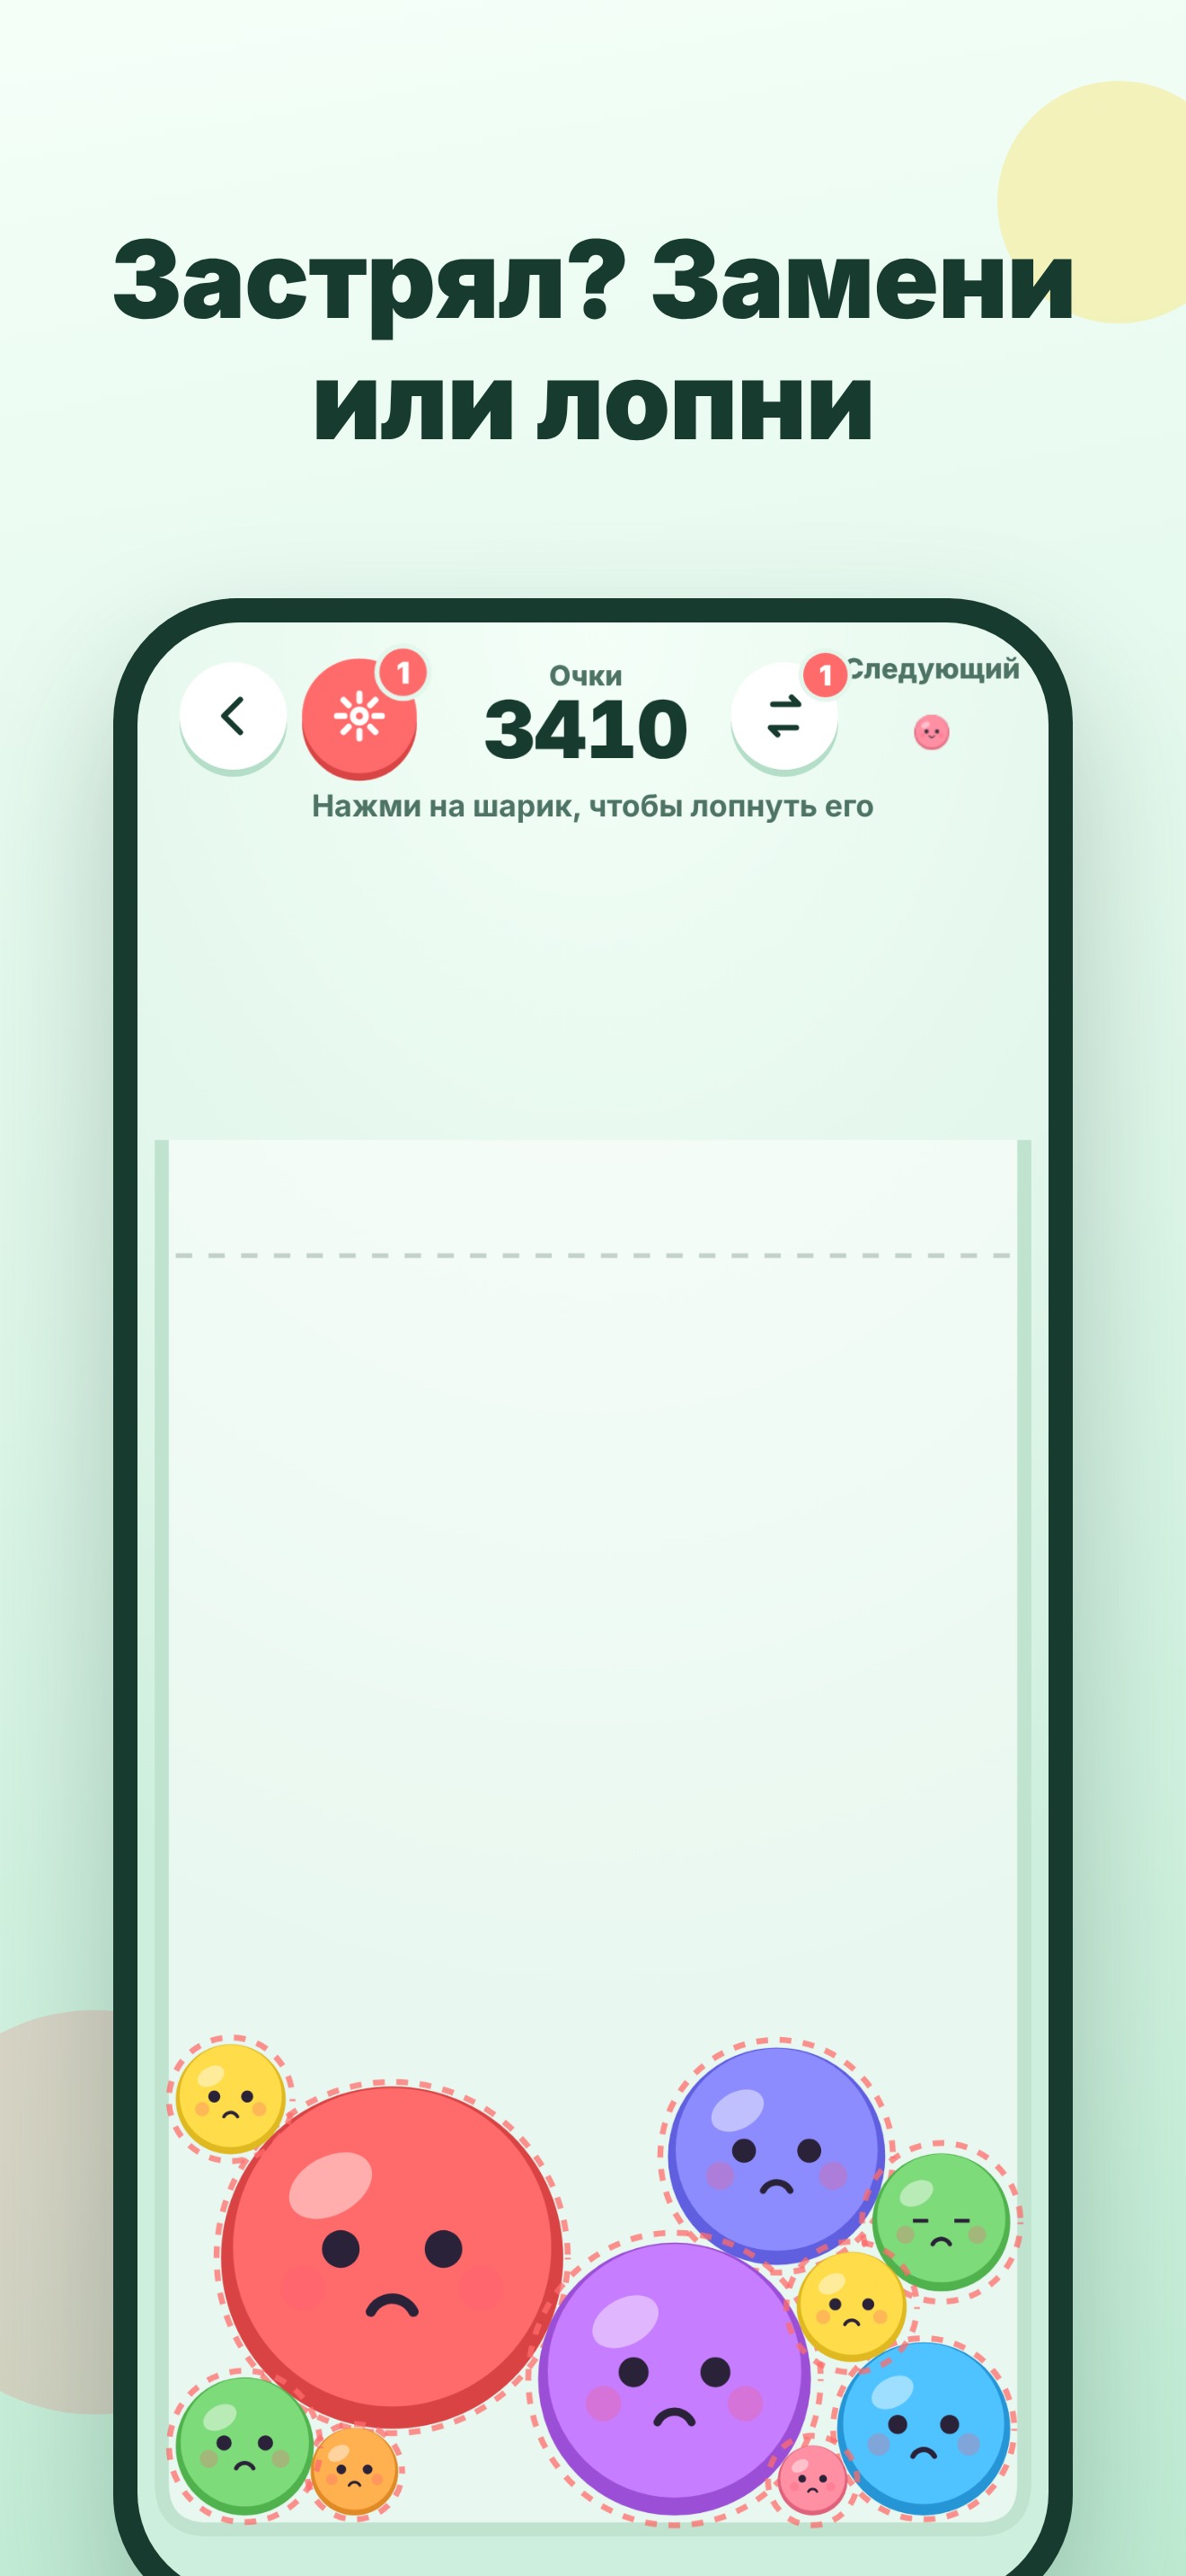 Застрял? Замени
или лопни
1
Очки
3410
1
Следующий
Нажми на шарик, чтобы лопнуть его